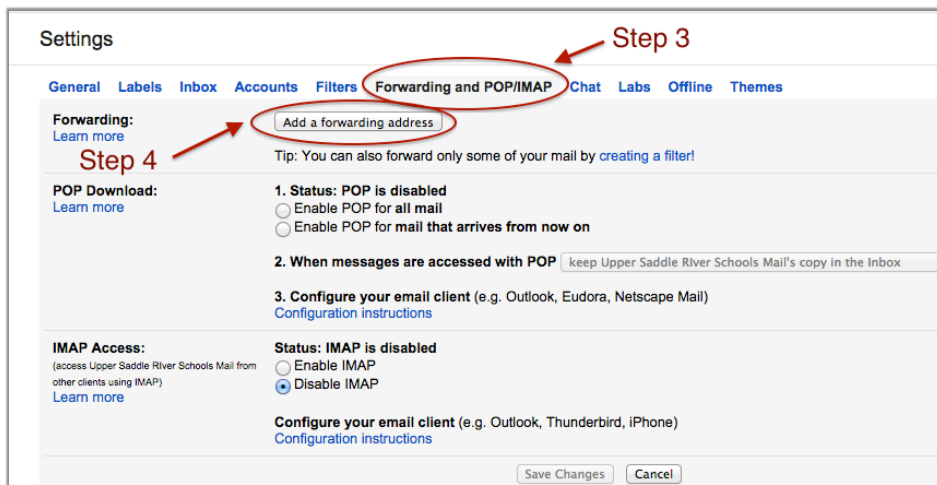 Settings
Step 3
General Labels Inbox Accounts Filters Forwarding and POP/IMAP Chat Labs Offline Themes
Forwarding: Add a forwarding address
Learn more
Step 4
Tip: You can also forward only some of your mail by creating a filter!
POP Download: 1. Status: POP is disabled
Learn more Enable POP for all mail
Enable POP for mail that arrives from now on
2. When messages are accessed with POP keep Upper Saddle RIver Schools Mail's copy in the Inbox
3. Configure your email client (e.g. Outlook, Eudora, Netscape Mail)
Configuration instructions
IMAP Access: Status: IMAP is disabled
(access Upper Saddle RIver Schools Mail from Enable IMAP
other clients using IMAP) Disable IMAP
Learn more
Configure your email client (e.g. Outlook, Thunderbird, iPhone)
Configuration instructions
Save Changes Cancel